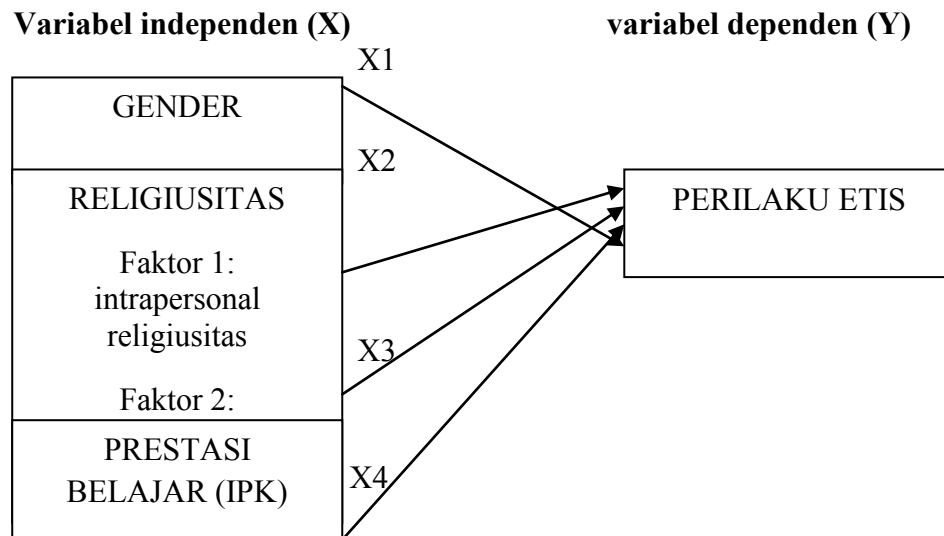 Variabel independen (X)
variabel dependen (Y)
X1
GENDER
X2
RELIGIUSITAS
PERILAKU ETIS
Faktor 1:
intrapersonal
religiusitas
X3
Faktor 2:
PRESTASI
BELAJAR (IPK)
X4